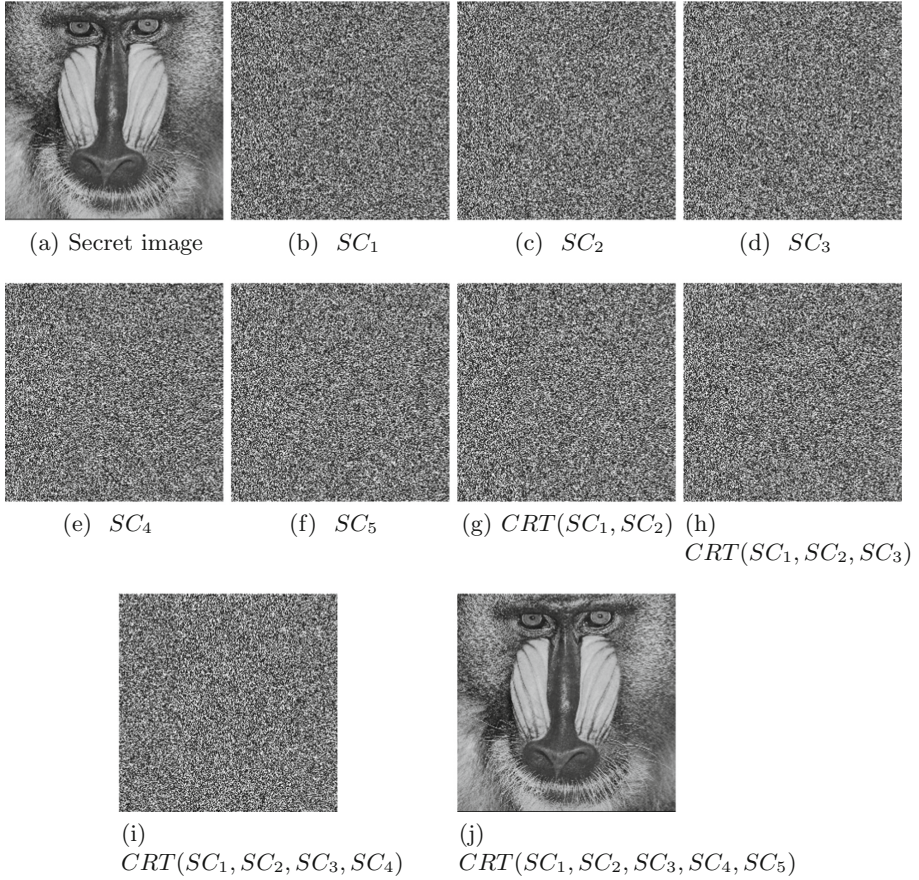 (a) Secret image (b) SC₁ (c) SC₂ (d) SC₃
(e) SC₄ (f) SC₅ (g) CRT(SC₁, SC₂) (h)
CRT(SC₁, SC₂, SC₃)
(i) (j)
CRT(SC₁, SC₂, SC₃, SC₄) CRT(SC₁, SC₂, SC₃, SC₄, SC₅)